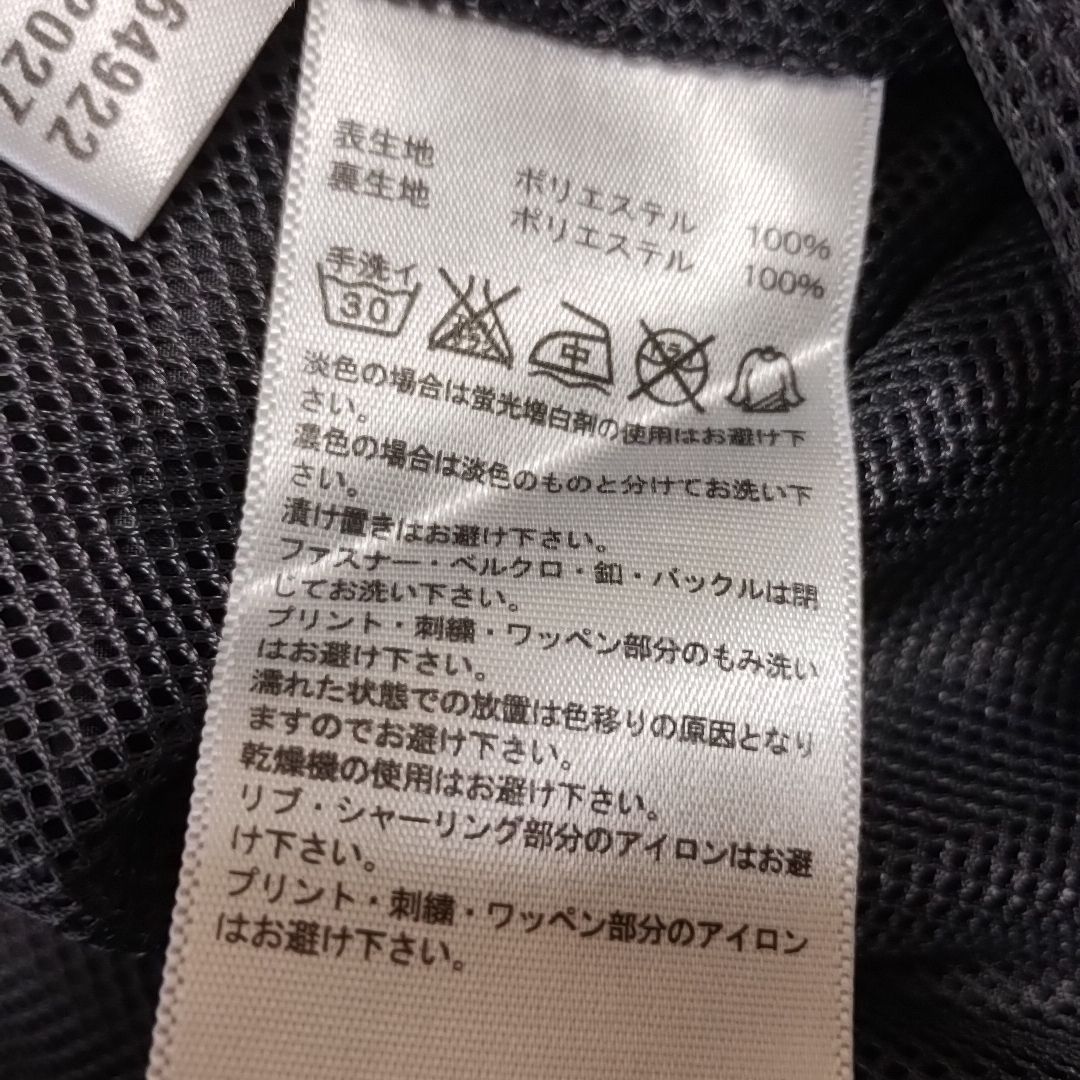 64922
P027
表生地 ポリエステル 100%
裏生地 ポリエステル 100%
手洗イ
30
中
淡色の場合は蛍光増白剤の使用はお避け下
さい。
濃色の場合は淡色のものと分けてお洗い下
さい。
漬け置きはお避け下さい。
ファスナー・ベルクロ・釦・バックルは閉
じてお洗い下さい。
プリント・刺繍・ワッペン部分のもみ洗い
はお避け下さい。
濡れた状態での放置は色移りの原因となり
ますのでお避け下さい。
乾燥機の使用はお避け下さい。
リブ・シャーリング部分のアイロンはお避
け下さい。
プリント・刺繍・ワッペン部分のアイロン
はお避け下さい。